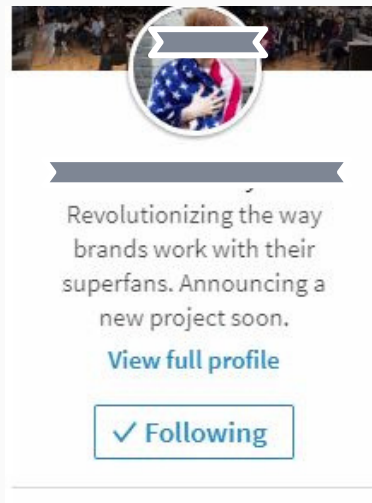 Revolutionizing the way
brands work with their
superfans. Announcing a
new project soon.
View full profile
✓ Following